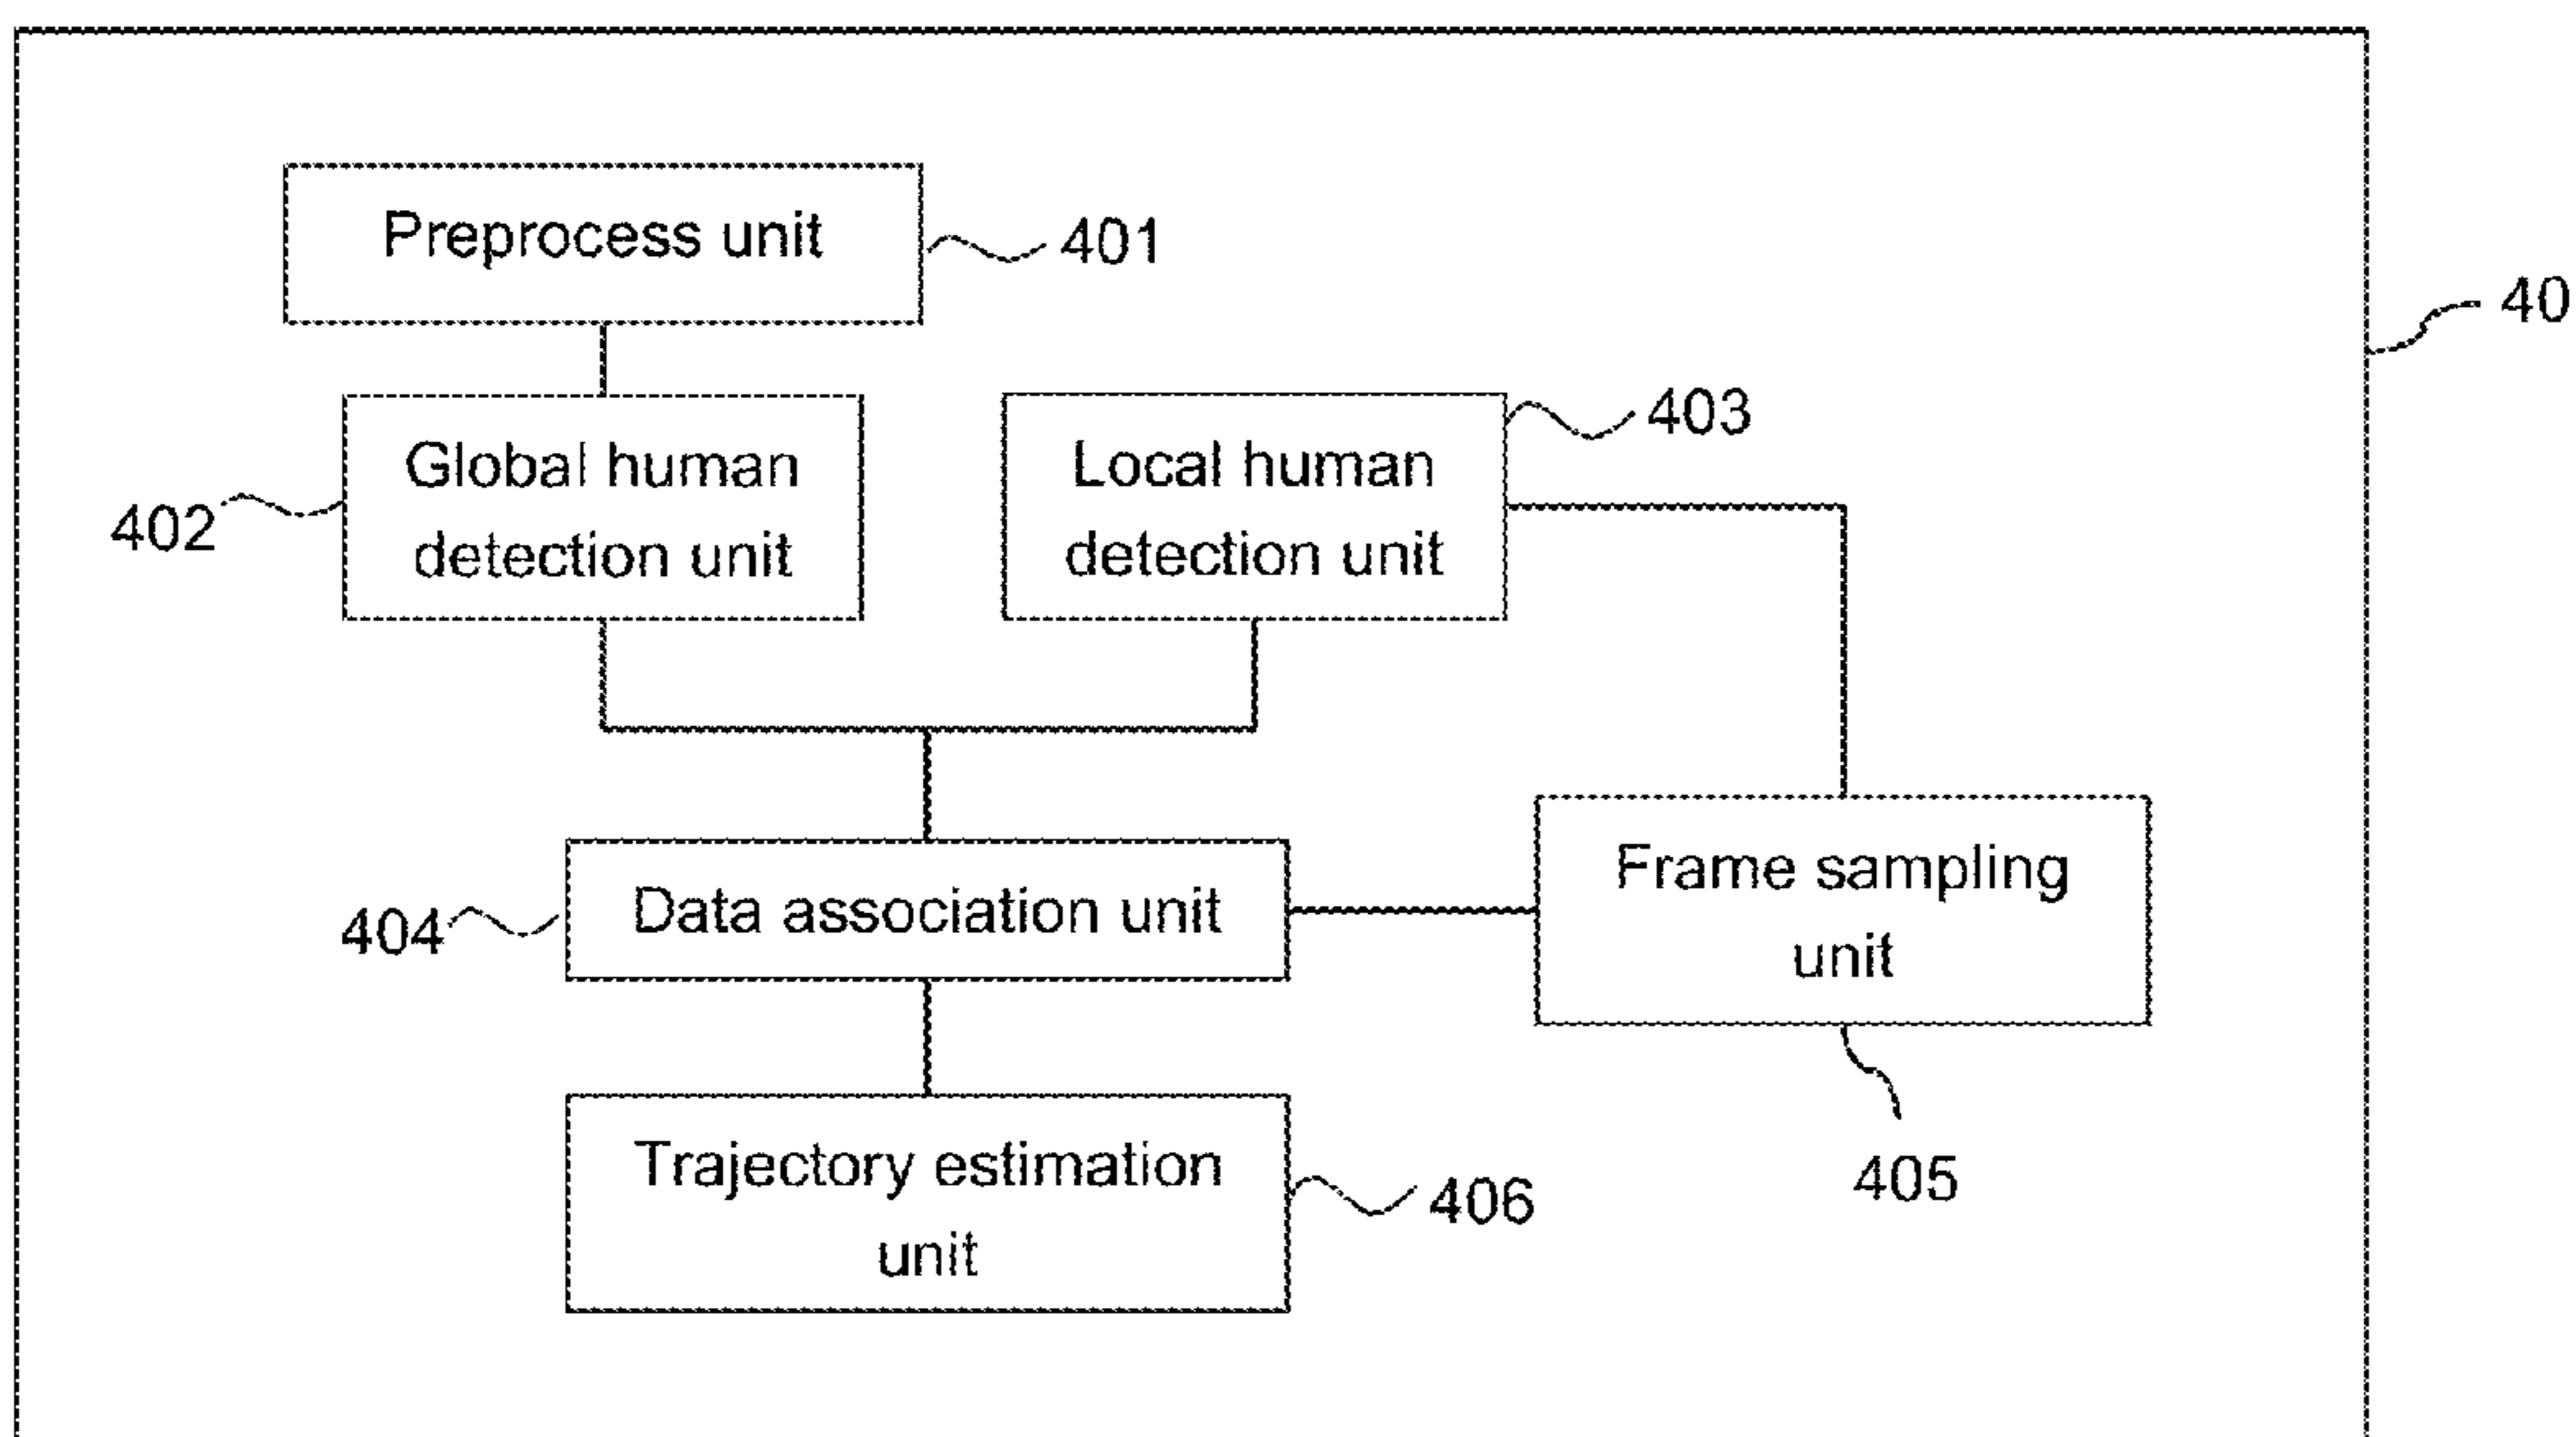 Preprocess unit
401
40
Global human
detection unit
402
Local human
detection unit
403
Data association unit
404
Frame sampling
unit
405
Trajectory estimation
unit
406